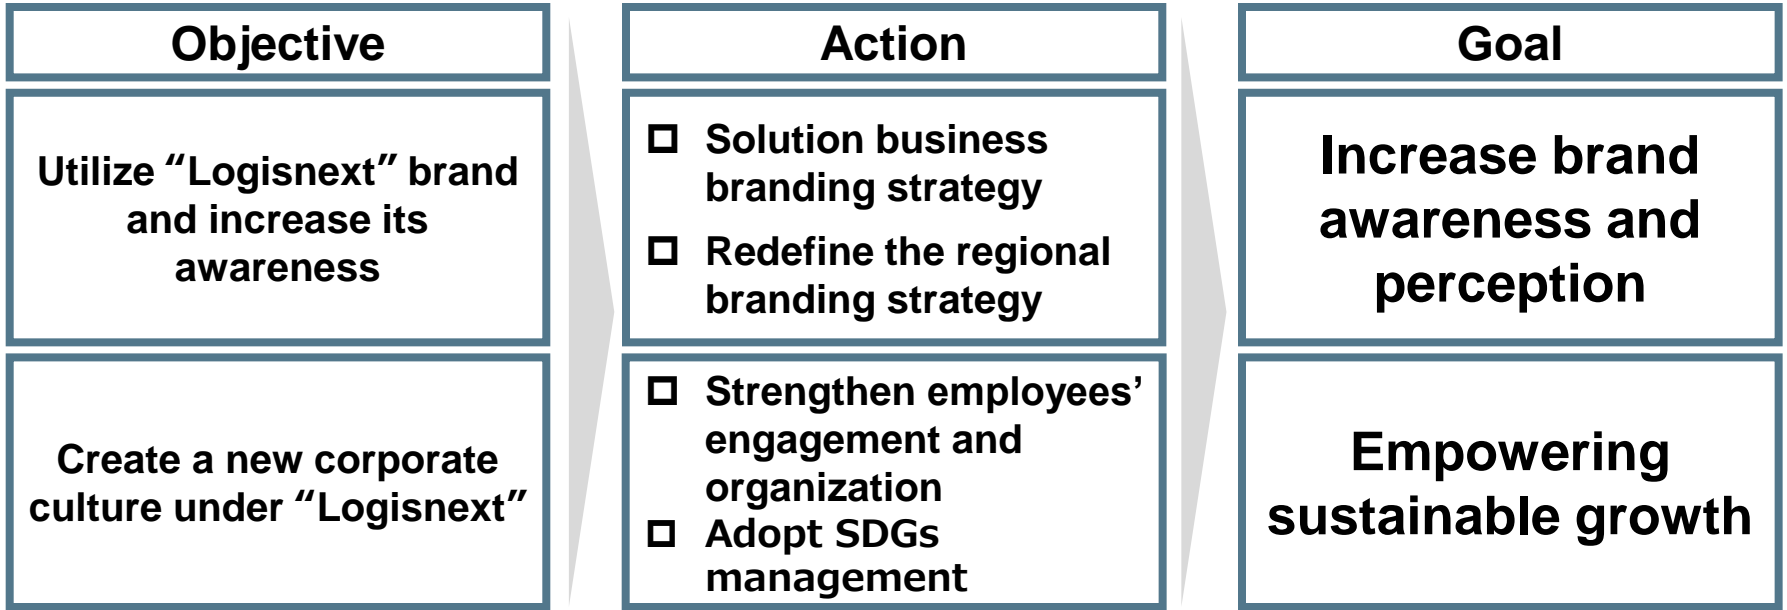 Objective
Action
Goal
Utilize “Logisnext” brand
and increase its
awareness
Solution business
branding strategy
Redefine the regional
branding strategy
Increase brand
awareness and
perception
Create a new corporate
culture under “Logisnext”
Strengthen employees’
engagement and
organization
Adopt SDGs
management
Empowering
sustainable growth